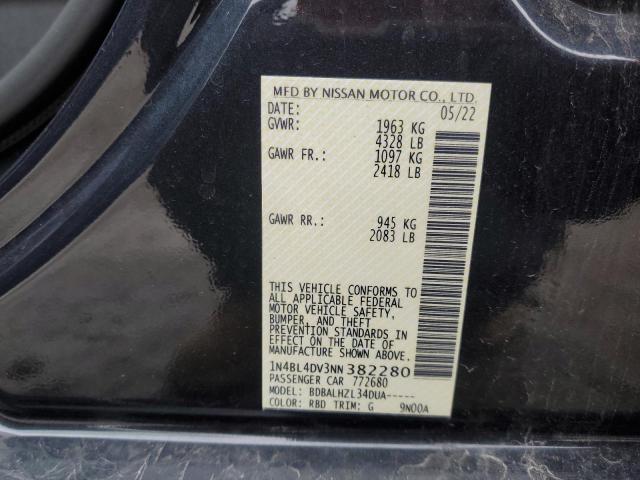 MFD BY NISSAN MOTOR CO., LTD.
DATE: 05/22
GVWR: 1963 KG
4328 LB
GAWR FR.: 1097 KG
2418 LB
GAWR RR.: 945 KG
2083 LB
THIS VEHICLE CONFORMS TO
ALL APPLICABLE FEDERAL
MOTOR VEHICLE SAFETY,
BUMPER, AND THEFT
PREVENTION STANDARDS IN
EFFECT ON THE DATE OF
MANUFACTURE SHOWN ABOVE.
1N4BL4DV3NN 382280
PASSENGER CAR 772680
MODEL: BDBALHZL34DUA-----
COLOR: RBD TRIM: G 9N00A